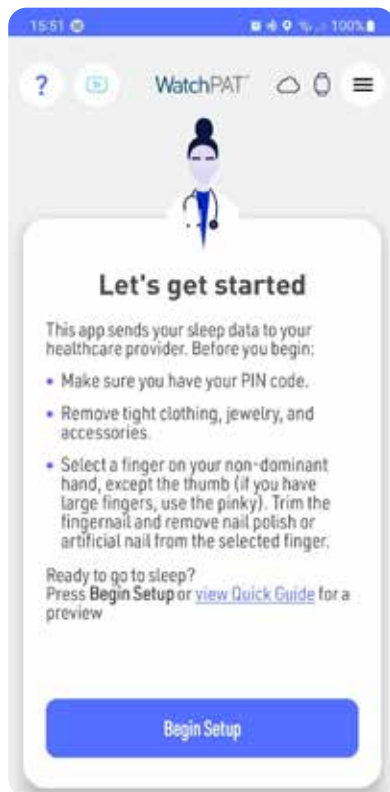 15:51
100%
?
WatchPAT™
Let's get started
This app sends your sleep data to your
healthcare provider. Before you begin:
• Make sure you have your PIN code.
• Remove tight clothing, jewelry, and
accessories.
• Select a finger on your non-dominant
hand, except the thumb (if you have
large fingers, use the pinky). Trim the
fingernail and remove nail polish or
artificial nail from the selected finger.
Ready to go to sleep?
Press Begin Setup or view Quick Guide for a
preview
Begin Setup